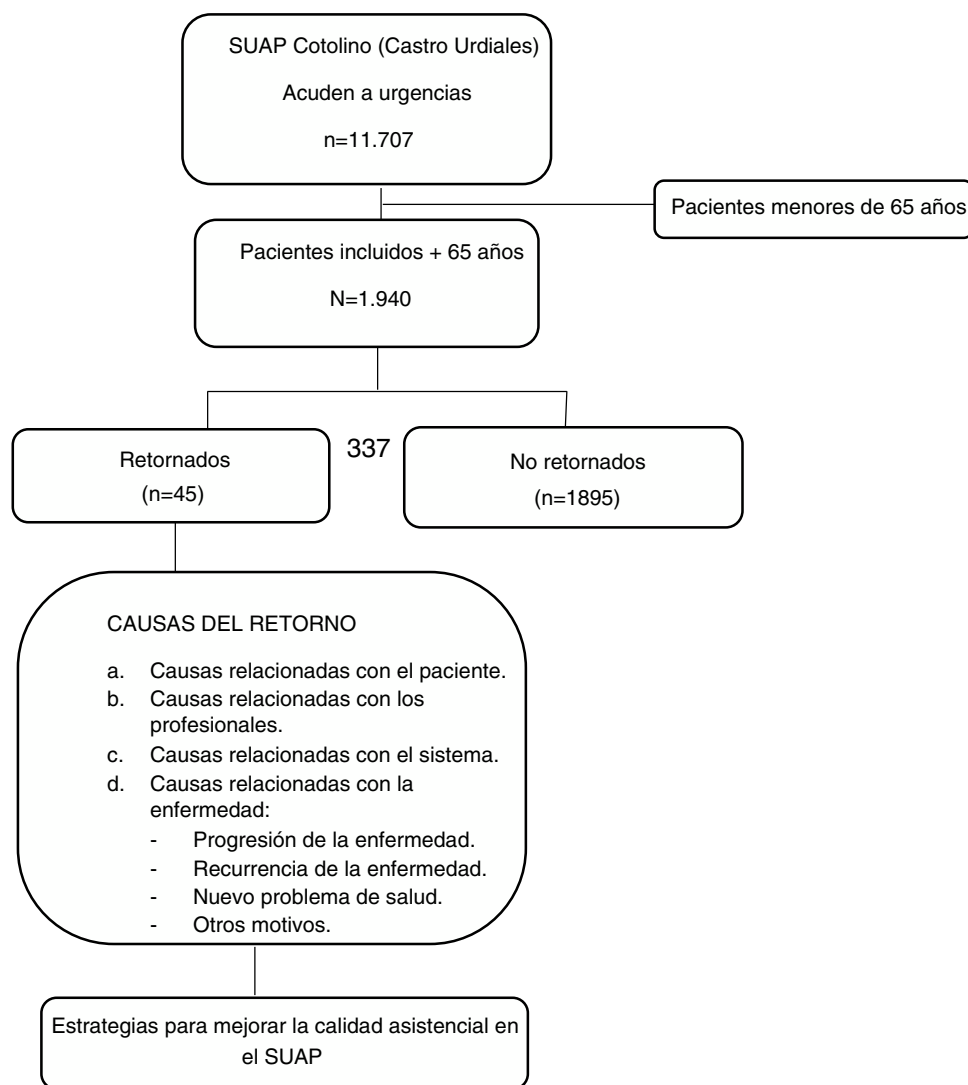 SUAP Cotolino (Castro Urdiales)
Acuden a urgencias
n=11.707
Pacientes menores de 65 años
Pacientes incluidos + 65 años
N=1.940
Retornados
(n=45)
337
No retornados
(n=1895)
CAUSAS DEL RETORNO
a. Causas relacionadas con el paciente.
b. Causas relacionadas con los
profesionales.
c. Causas relacionadas con el sistema.
d. Causas relacionadas con la
enfermedad:
- Progresión de la enfermedad.
- Recurrencia de la enfermedad.
- Nuevo problema de salud.
- Otros motivos.
Estrategias para mejorar la calidad asistencial en
el SUAP